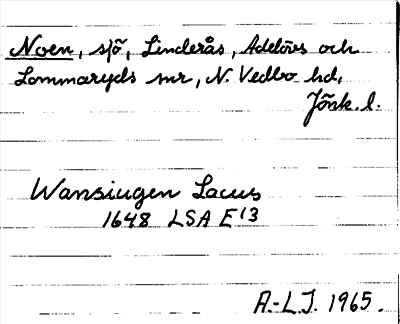 Noen, sjö, Linderås, Adelövs och
Lommaryds snr, N. Vedbo hd,
Jönk. l.
Wansiugen Lacus
1648 LSA E13
A.-L.J. 1965.